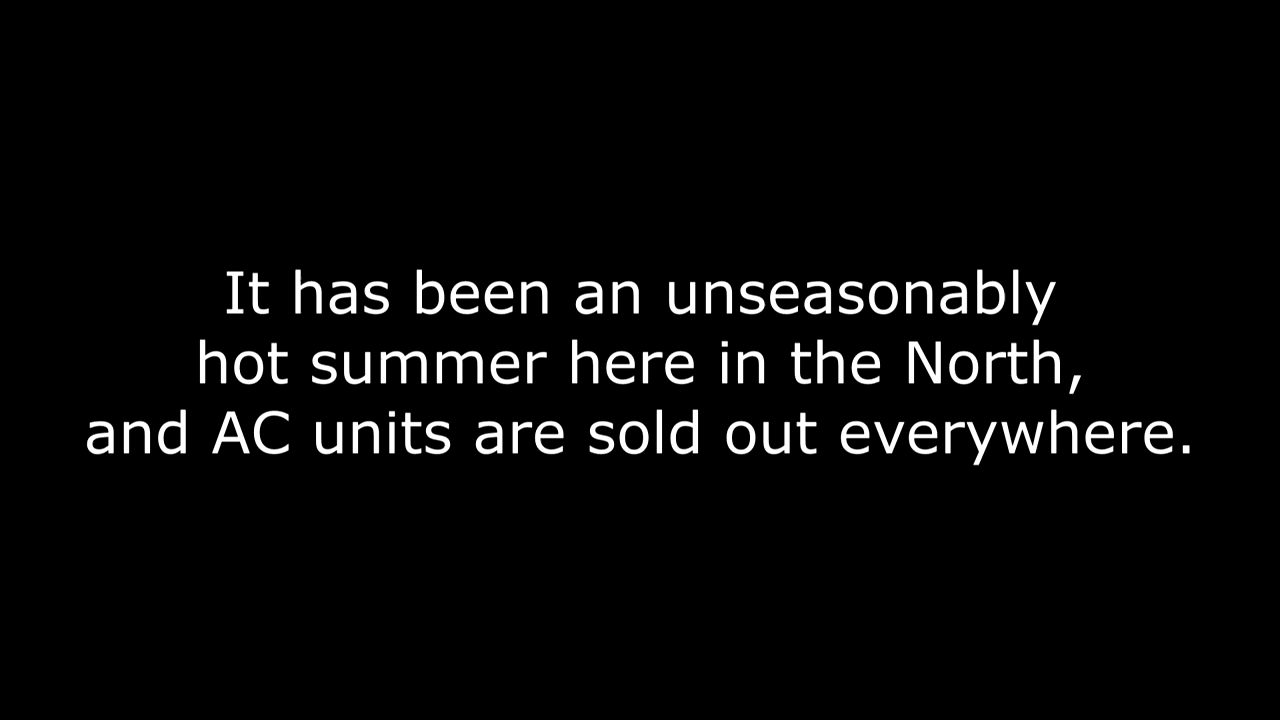 It has been an unseasonably
hot summer here in the North,
and AC units are sold out everywhere.